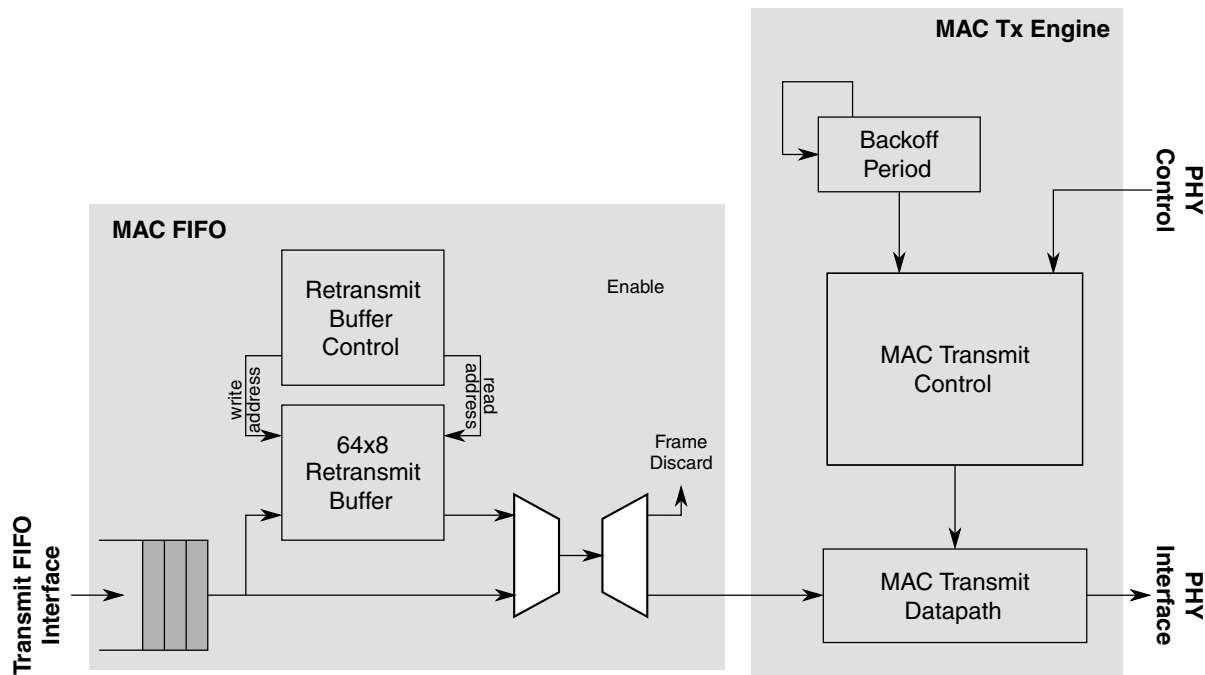 MAC Tx Engine
Backoff
Period
PHY
Control
MAC FIFO
Retransmit
Buffer
Control
Enable
MAC Transmit
Control
write
address
read
address
64x8
Retransmit
Buffer
Frame
Discard
Transmit FIFO
Interface
MAC Transmit
Datapath
PHY
Interface